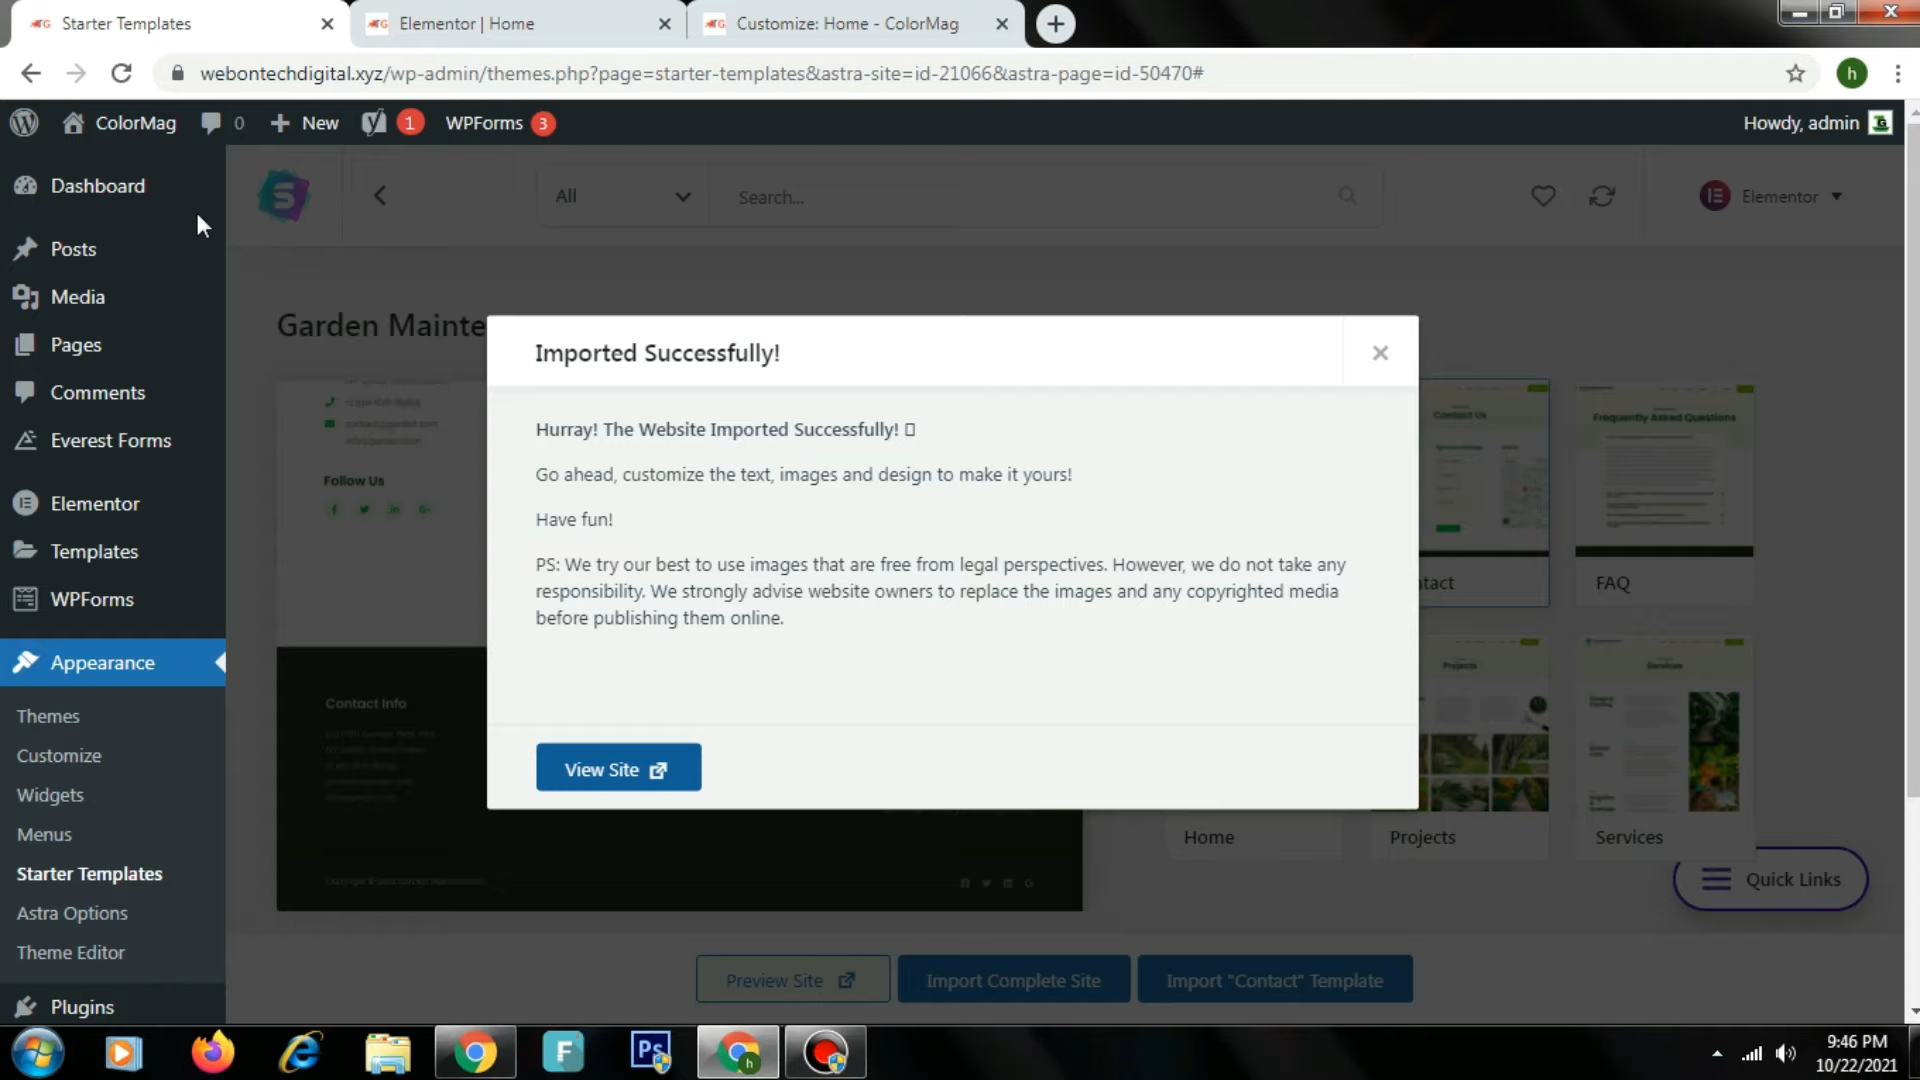 Starter Templates
Elementor | Home
Customize: Home - ColorMag
webontechdigital.xyz/wp-admin/themes.php?page=starter-templates&astra-site=id-21066&astra-page=id-50470#
h
ColorMag
0
New
1
WPForms 3
Howdy, admin
Dashboard
Posts
Media
Pages
Comments
Everest Forms
Elementor
Templates
WPForms
Appearance
Themes
Customize
Widgets
Menus
Starter Templates
Astra Options
Theme Editor
Plugins
All
Search...
Elementor
Garden Mainte
Follow Us
Contact Info
Imported Successfully!
Hurray! The Website Imported Successfully!
Go ahead, customize the text, images and design to make it yours!
Have fun!
PS: We try our best to use images that are free from legal perspectives. However, we do not take any
responsibility. We strongly advise website owners to replace the images and any copyrighted media
before publishing them online.
View Site
Contact Us
Frequently Asked Questions
tact
FAQ
Projects
Services
Home
Projects
Services
Quick Links
Preview Site
Import Complete Site
Import "Contact" Template
9:46 PM
10/22/2021